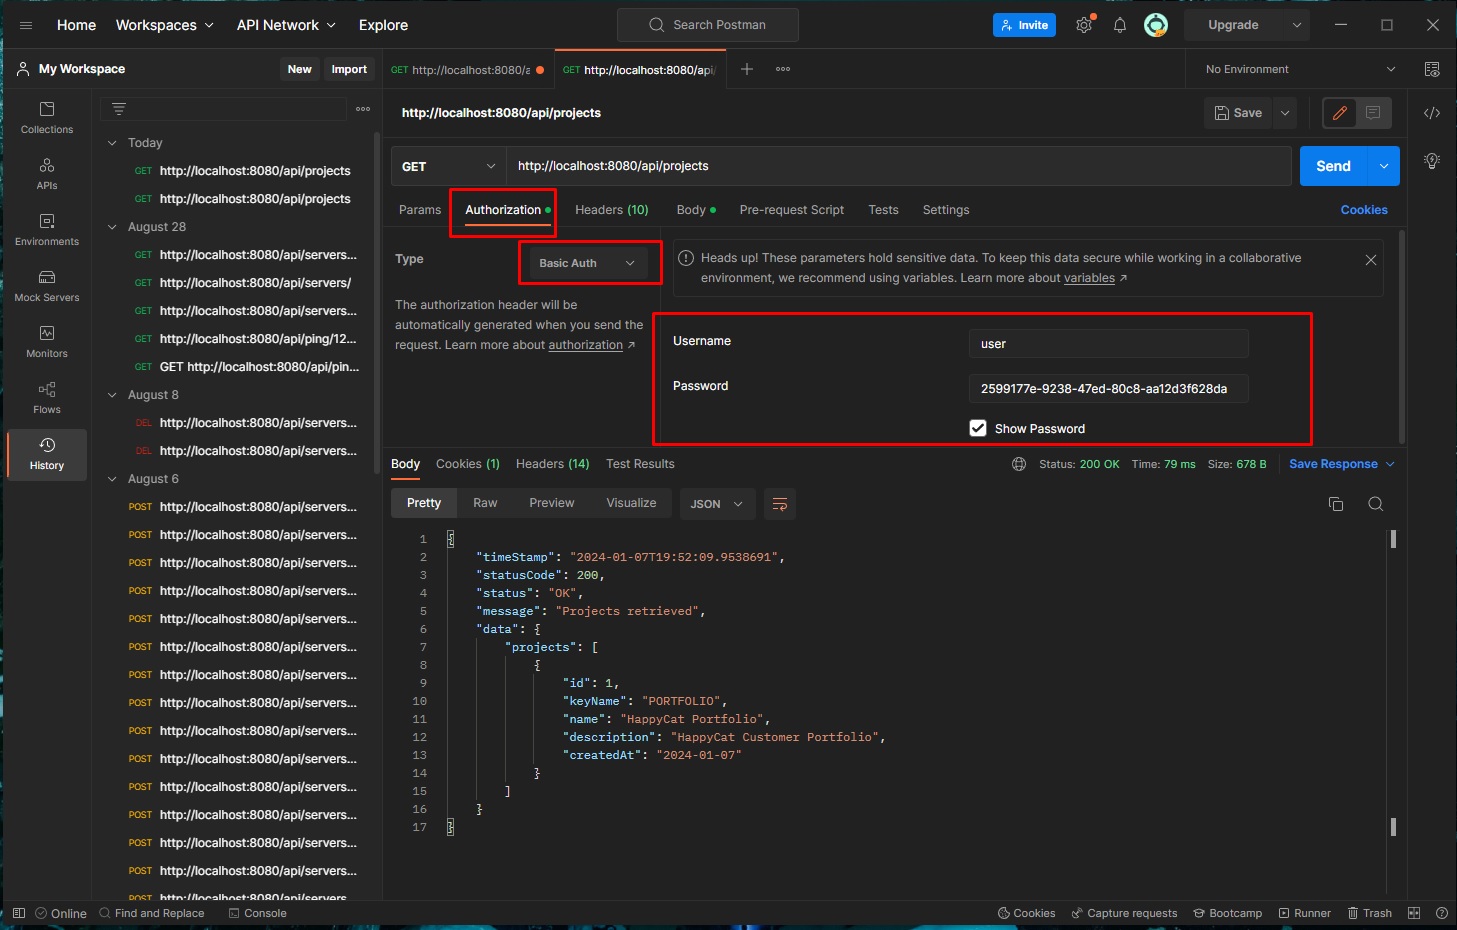 Home Workspaces API Network Explore Search Postman Invite Upgrade
My Workspace New Import GET http://localhost:8080/a GET http://localhost:8080/api/ No Environment
Collections
APIs
Environments
Mock Servers
Monitors
Flows
History
Today
GET http://localhost:8080/api/projects
GET http://localhost:8080/api/projects
August 28
GET http://localhost:8080/api/servers...
GET http://localhost:8080/api/servers/
GET http://localhost:8080/api/servers...
GET http://localhost:8080/api/ping/12...
GET GET http://localhost:8080/api/pin...
August 8
DEL http://localhost:8080/api/servers...
DEL http://localhost:8080/api/servers...
August 6
POST http://localhost:8080/api/servers...
POST http://localhost:8080/api/servers...
POST http://localhost:8080/api/servers...
POST http://localhost:8080/api/servers...
POST http://localhost:8080/api/servers...
POST http://localhost:8080/api/servers...
POST http://localhost:8080/api/servers...
POST http://localhost:8080/api/servers...
POST http://localhost:8080/api/servers...
POST http://localhost:8080/api/servers...
POST http://localhost:8080/api/servers...
POST http://localhost:8080/api/servers...
POST http://localhost:8080/api/servers...
POST http://localhost:8080/api/servers...
POST http://localhost:8080/api/servers
http://localhost:8080/api/projects Save
GET http://localhost:8080/api/projects Send
Params Authorization Headers (10) Body Pre-request Script Tests Settings Cookies
Type Basic Auth
The authorization header will be
automatically generated when you send the
request. Learn more about authorization ↗
Heads up! These parameters hold sensitive data. To keep this data secure while working in a collaborative
environment, we recommend using variables. Learn more about variables ↗
Username user
Password 2599177e-9238-47ed-80c8-aa12d3f628da
Show Password
Body Cookies (1) Headers (14) Test Results Status: 200 OK Time: 79 ms Size: 678 B Save Response
Pretty Raw Preview Visualize JSON
1 {
2 "timeStamp": "2024-01-07T19:52:09.9538691",
3 "statusCode": 200,
4 "status": "OK",
5 "message": "Projects retrieved",
6 "data": {
7 "projects": [
8 {
9 "id": 1,
10 "keyName": "PORTFOLIO",
11 "name": "HappyCat Portfolio",
12 "description": "HappyCat Customer Portfolio",
13 "createdAt": "2024-01-07"
14 }
15 ]
16 }
17 }
Online Find and Replace Console Cookies Capture requests Bootcamp Runner Trash